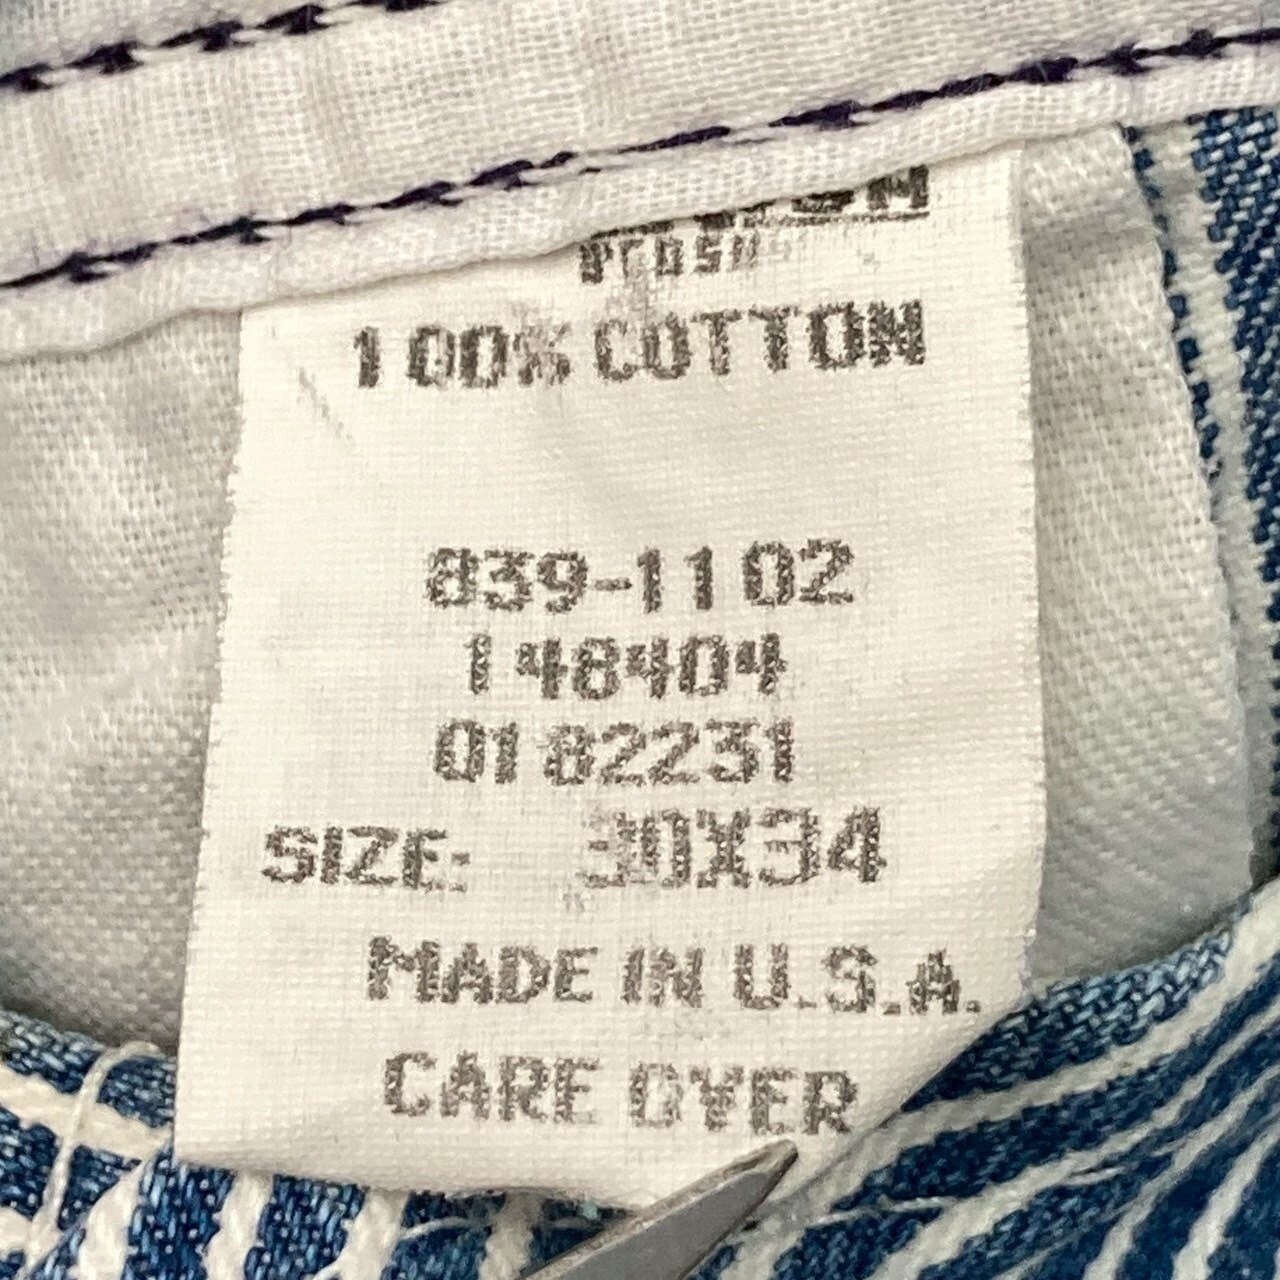 100% COTTON
839-1102
148404
0182231
SIZE: 30X34
MADE IN U.S.A.
CARE OVER